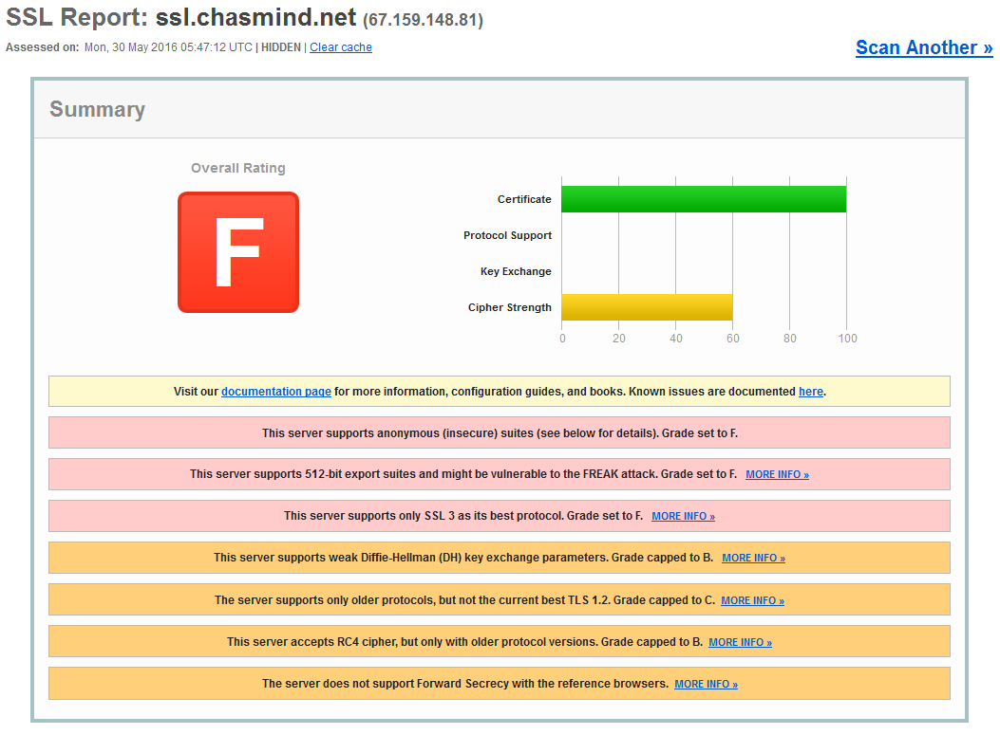 SSL Report: ssl.chasmind.net (67.159.148.81)
Assessed on: Mon, 30 May 2016 05:47:12 UTC | HIDDEN | Clear cache
Scan Another »
Summary
Overall Rating
F
Certificate
Protocol Support
Key Exchange
Cipher Strength
0 20 40 60 80 100
Visit our documentation page for more information, configuration guides, and books. Known issues are documented here.
This server supports anonymous (insecure) suites (see below for details). Grade set to F.
This server supports 512-bit export suites and might be vulnerable to the FREAK attack. Grade set to F. MORE INFO »
This server supports only SSL 3 as its best protocol. Grade set to F. MORE INFO »
This server supports weak Diffie-Hellman (DH) key exchange parameters. Grade capped to B. MORE INFO »
The server supports only older protocols, but not the current best TLS 1.2. Grade capped to C. MORE INFO »
This server accepts RC4 cipher, but only with older protocol versions. Grade capped to B. MORE INFO »
The server does not support Forward Secrecy with the reference browsers. MORE INFO »